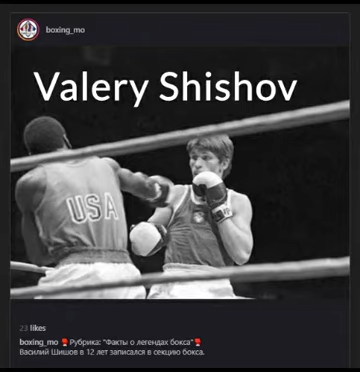 boxing_mo
Valery Shishov
USA
23 likes
boxing_mo 🥊Рубрика: "Факты о легендах бокса"🥊
Василий Шишов в 12 лет записался в секцию бокса.